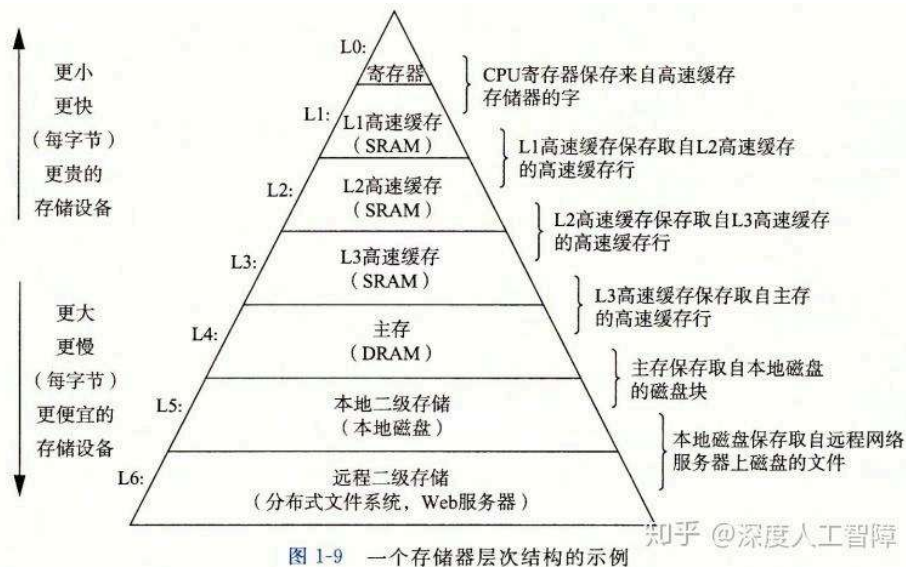 更小
更快
（每字节）
更贵的
存储设备
更大
更慢
（每字节）
更便宜的
存储设备
L0:
寄存器
CPU寄存器保存来自高速缓存
存储器的字
L1:
L1高速缓存
（SRAM）
L1高速缓存保存取自L2高速缓存
的高速缓存行
L2:
L2高速缓存
（SRAM）
L2高速缓存保存取自L3高速缓存
的高速缓存行
L3:
L3高速缓存
（SRAM）
L3高速缓存保存取自主存
的高速缓存行
L4:
主存
（DRAM）
主存保存取自本地磁盘
的磁盘块
L5:
本地二级存储
（本地磁盘）
本地磁盘保存取自远程网络
服务器上磁盘的文件
L6:
远程二级存储
（分布式文件系统，Web服务器）
知乎 @深度人工智障
图 1-9 一个存储器层次结构的示例